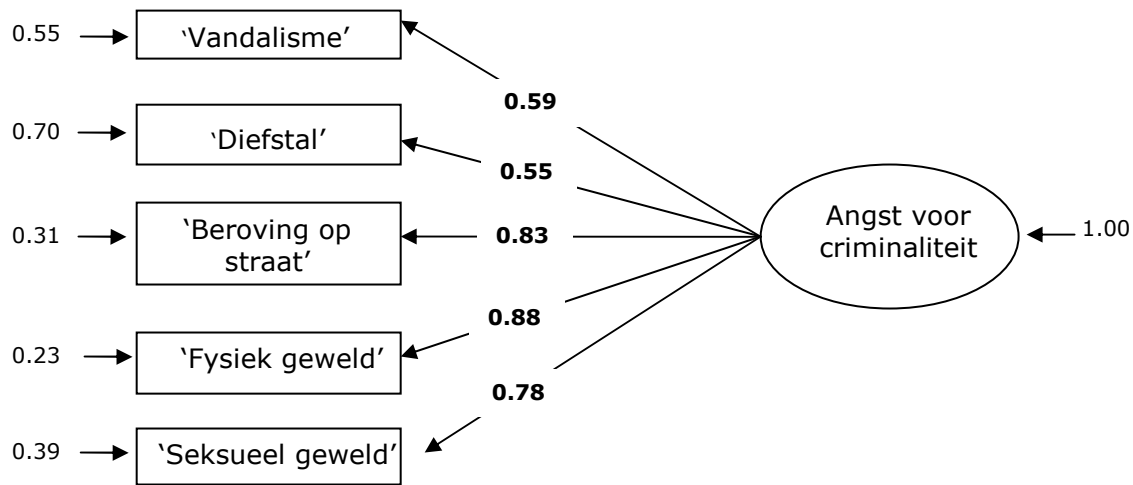 0.55
‘Vandalisme’
0.59
0.70
‘Diefstal’
0.55
0.31
‘Beroving op
straat’
0.83
Angst voor
criminaliteit
1.00
0.88
0.23
‘Fysiek geweld’
0.78
0.39
‘Seksueel geweld’